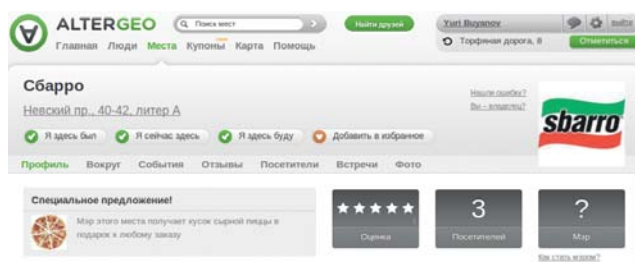 ALTERGEO
Поиск мест
Найти друзей
Yuri Buyanov
выйти
Главная Люди Места Купоны Карта Помощь
Торфяная дорога, 8
Отметиться
Сбарро
Невский пр., 40-42, литер А
Нашли ошибку?
Вы – владелец?
sbarro
Я здесь был
Я сейчас здесь
Я здесь буду
Добавить в избранное
Профиль Вокруг События Отзывы Посетители Встречи Фото
Специальное предложение!
Мэр этого места получает кусок сырной пиццы в
подарок к любому заказу
Оценка
3
Посетителей
?
Мэр
Как стать мэром?